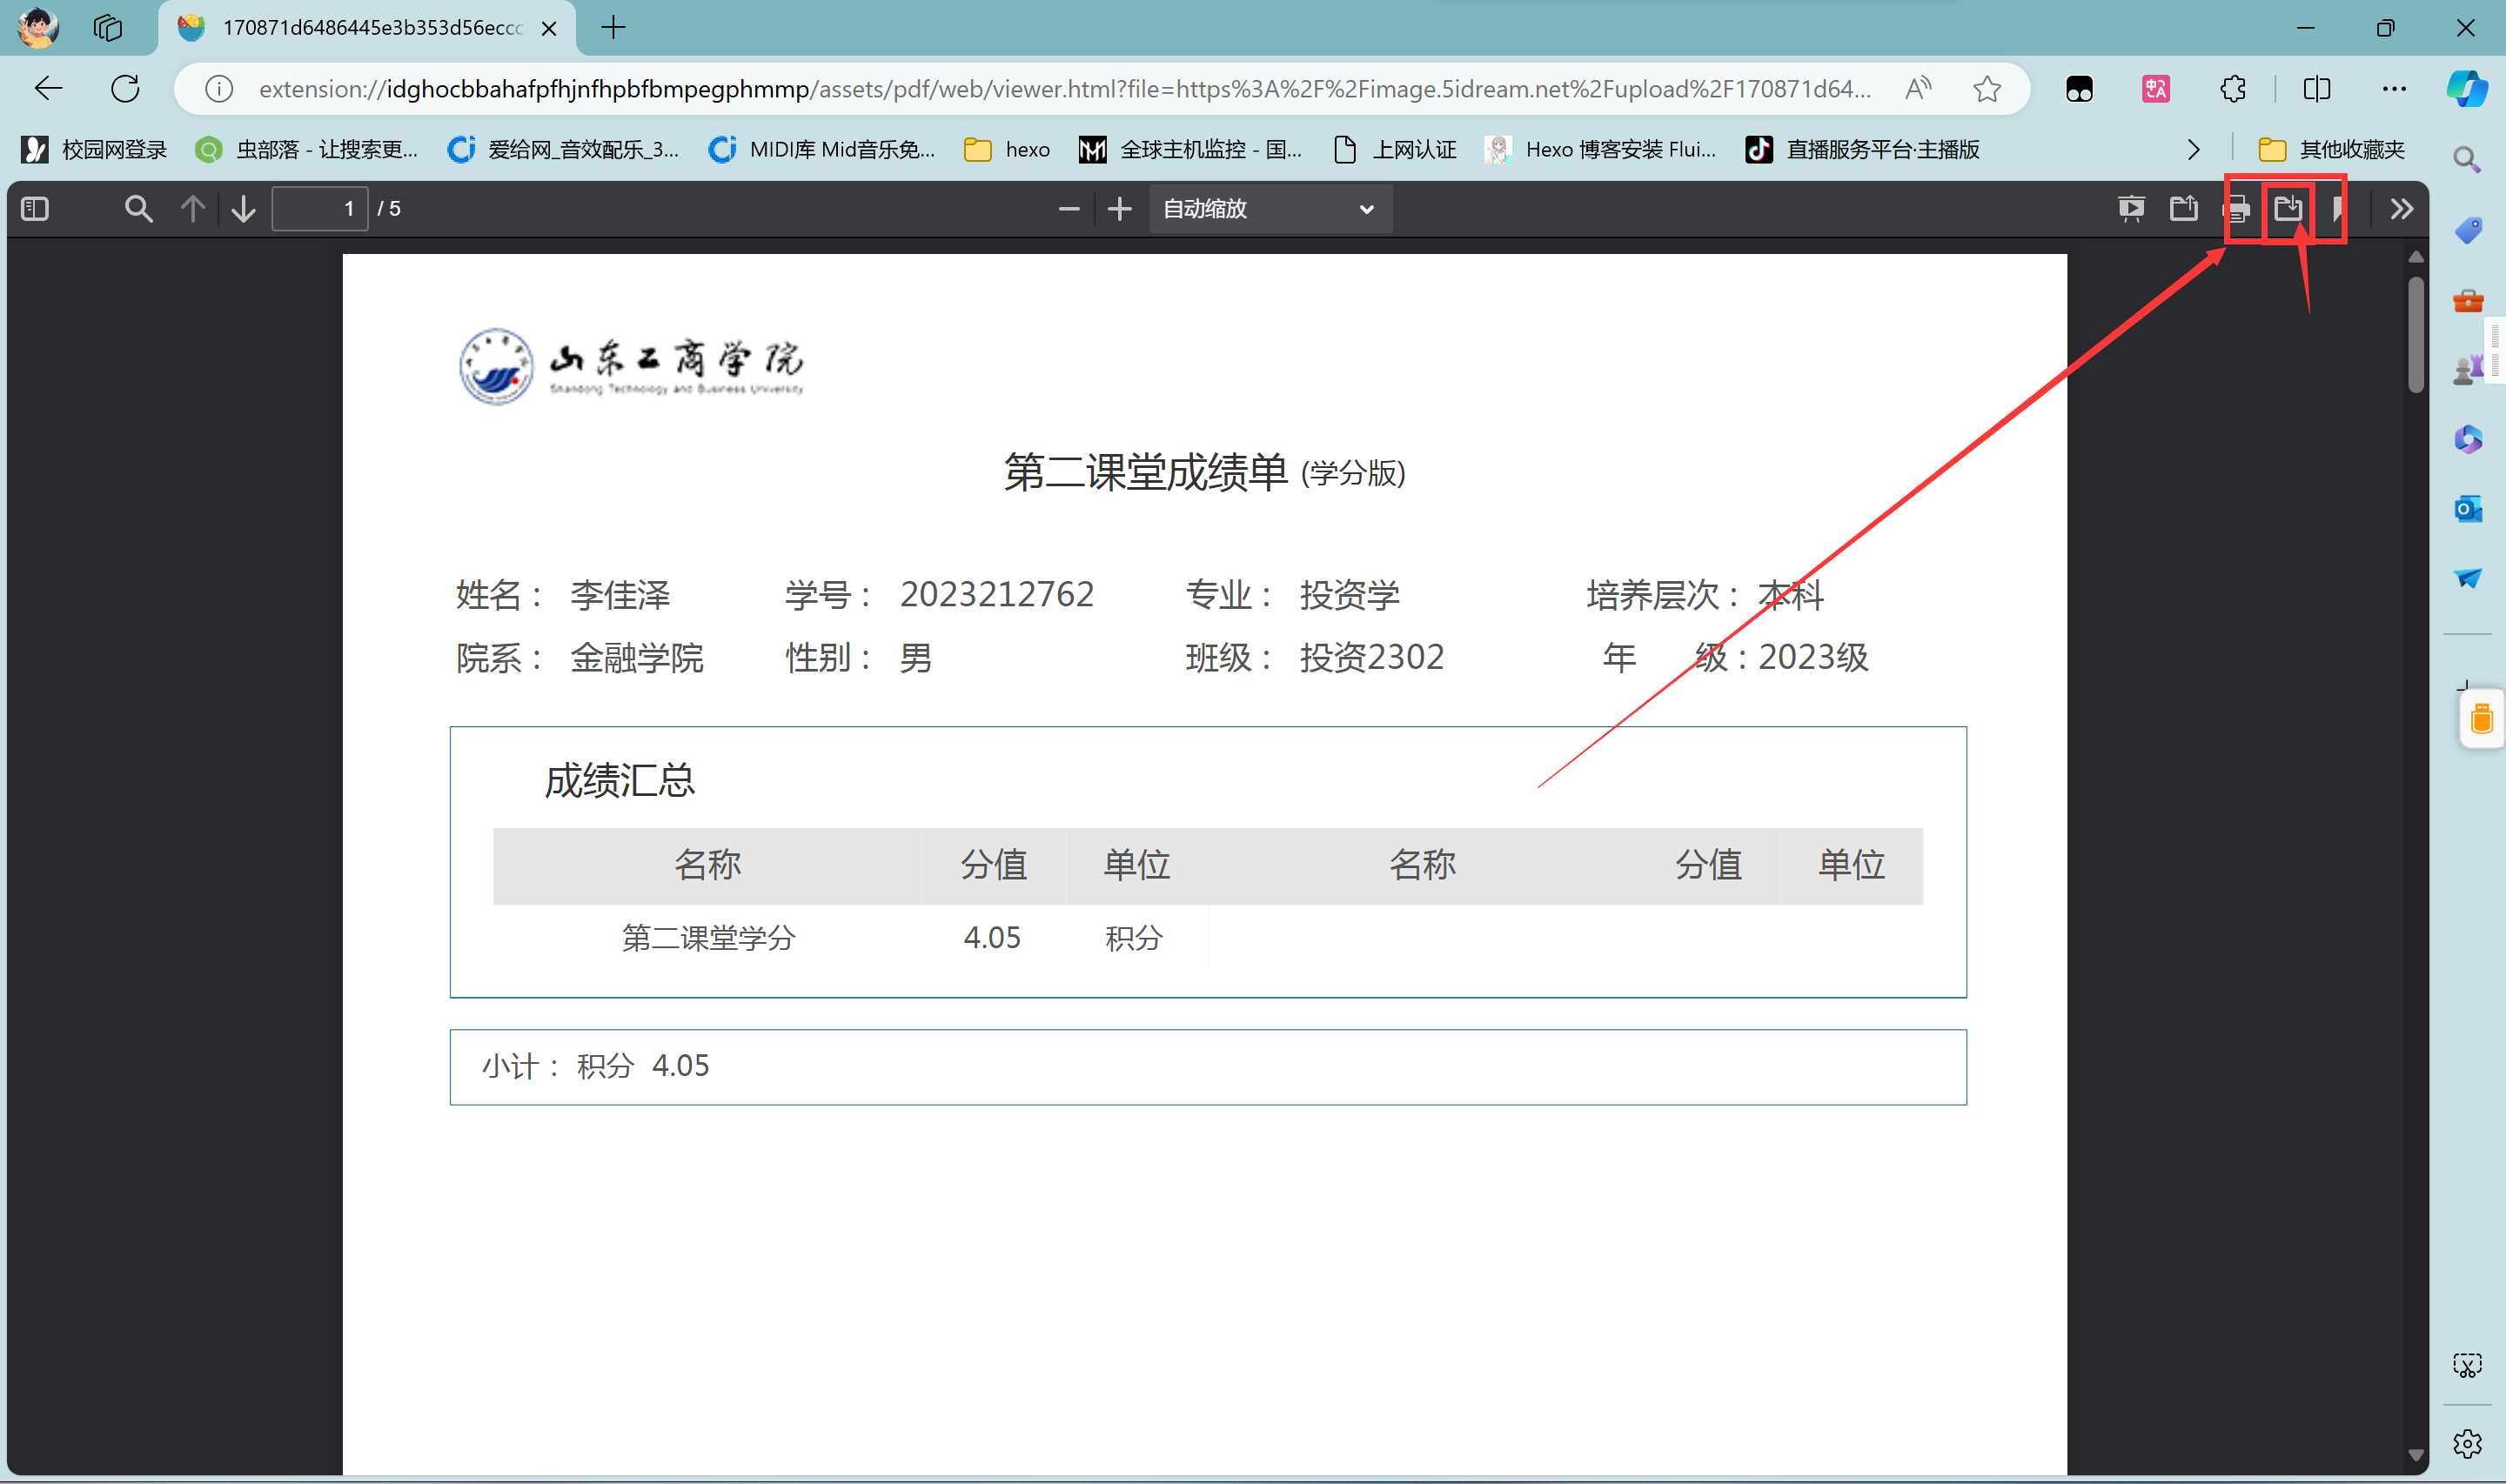 170871d6486445e3b353d56eccc
extension://idghocbbahafpfhjnfhpbfbmpegphmmp/assets/pdf/web/viewer.html?file=https%3A%2F%2Fimage.5idream.net%2Fupload%2F170871d64...
校园网登录 虫部落 - 让搜索更... 爱给网_音效配乐_3... MIDI库 Mid音乐免... hexo 全球主机监控 - 国... 上网认证 Hexo 博客安装 Flui... 直播服务平台·主播版 其他收藏夹
1 / 5 自动缩放
山东工商学院
Shandong Technology and Business University
第二课堂成绩单 (学分版)
姓名： 李佳泽 学号： 2023212762 专业： 投资学 培养层次：本科
院系： 金融学院 性别： 男 班级： 投资2302 年 级：2023级
成绩汇总
名称 分值 单位 名称 分值 单位
第二课堂学分 4.05 积分
小计： 积分 4.05